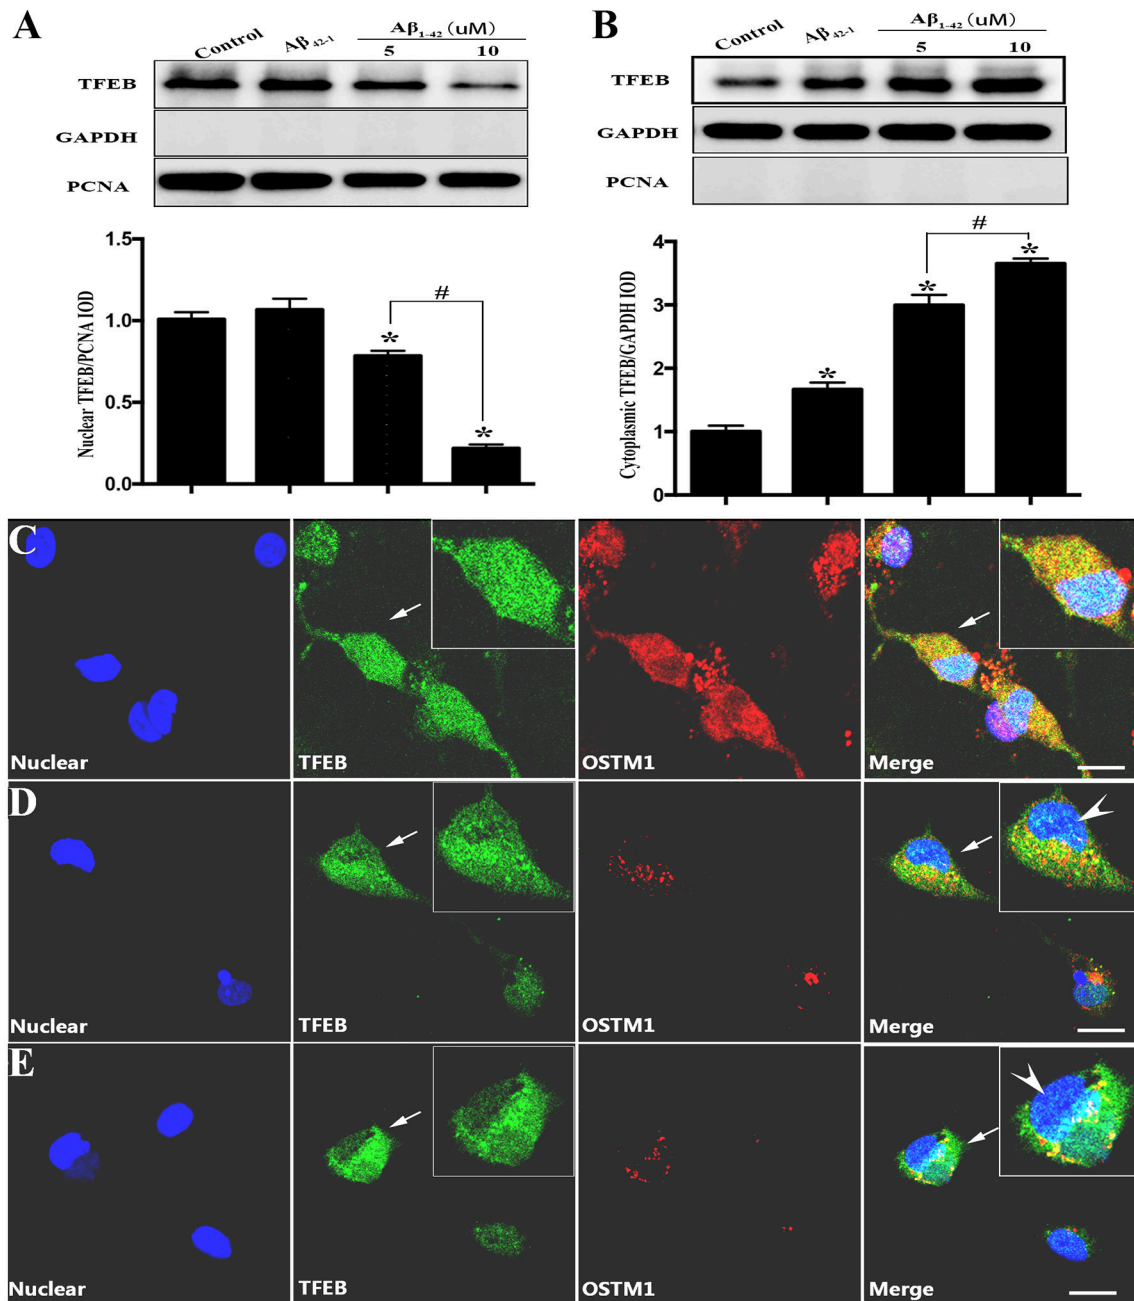 A
Control Aβ42-1 Aβ1-42 (uM)
5 10
TFEB
GAPDH
PCNA
1.5
1.0
0.5
0.0
Nuclear TFEB/PCNA IOD
#
*
*
B
Control Aβ42-1 Aβ1-42 (uM)
5 10
TFEB
GAPDH
PCNA
4
3
2
1
0
Cytoplasmic TFEB/GAPDH IOD
#
*
*
*
C
Nuclear TFEB OSTM1 Merge
D
Nuclear TFEB OSTM1 Merge
E
Nuclear TFEB OSTM1 Merge